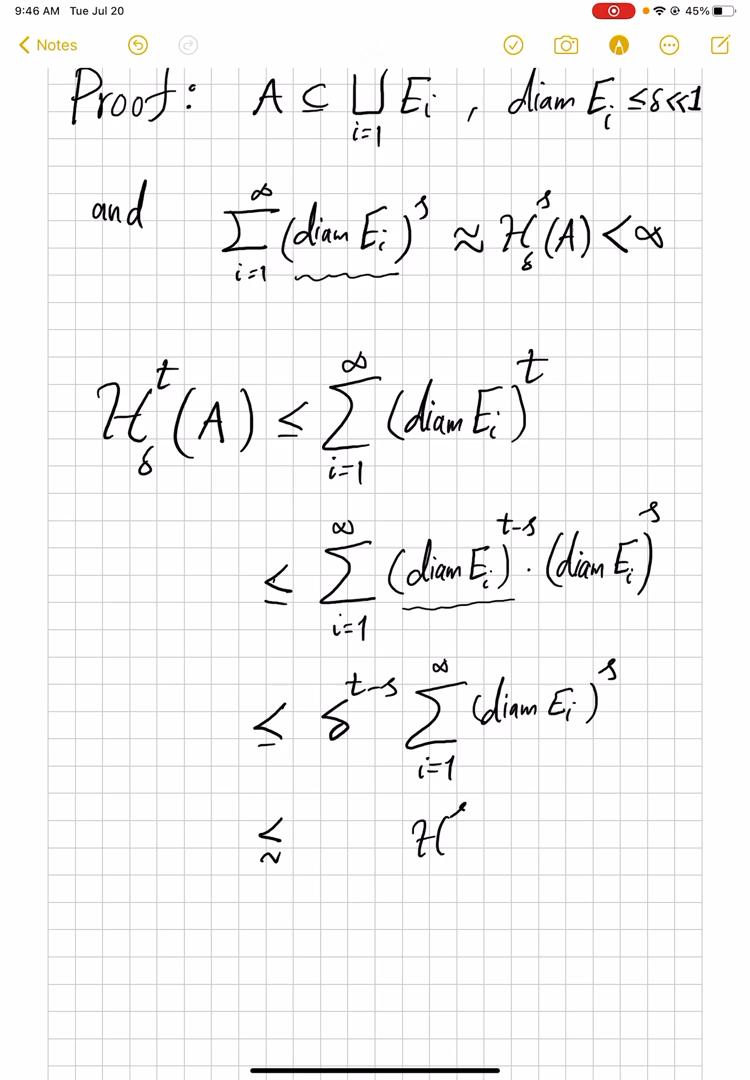 9:46 AM Tue Jul 20 45%
Notes
Proof: A ⊆ ⋃_{i=1} E_i , diam E_i ≤ δ ≪ 1
and ∑_{i=1}^{∞} (diam E_i)^s ≈ ℋ_δ^s (A) < ∞
ℋ_δ^t (A) ≤ ∑_{i=1}^{∞} (diam E_i)^t
≤ ∑_{i=1}^{∞} (diam E_i)^{t-s} · (diam E_i)^s
≤ δ^{t-s} ∑_{i=1}^{∞} (diam E_i)^s
≲ ℋ^s